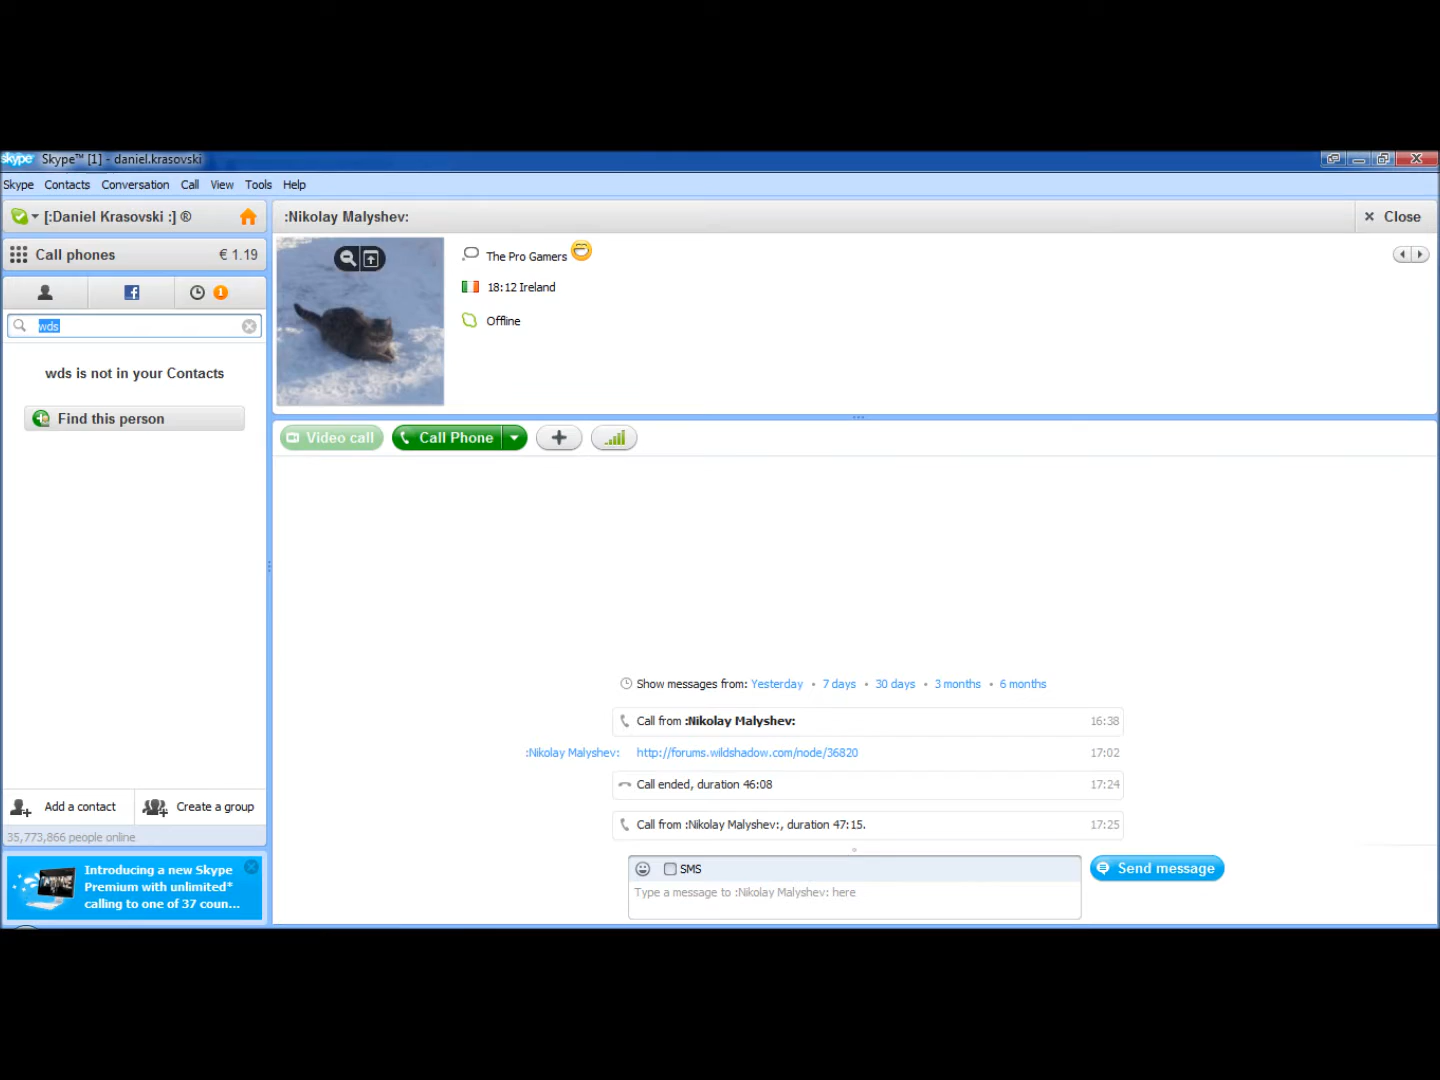 skype Skype™ [1] - daniel.krasovski
Skype Contacts Conversation Call View Tools Help
[:Daniel Krasovski :] ®
:Nikolay Malyshev:
Close
Call phones € 1.19
The Pro Gamers
18:12 Ireland
Offline
1
wds
wds is not in your Contacts
Find this person
Video call
Call Phone
Show messages from: Yesterday • 7 days • 30 days • 3 months • 6 months
Call from :Nikolay Malyshev: 16:38
:Nikolay Malyshev: http://forums.wildshadow.com/node/36820 17:02
Call ended, duration 46:08 17:24
Call from :Nikolay Malyshev:, duration 47:15. 17:25
Add a contact
Create a group
35,773,866 people online
SMS
Send message
Type a message to :Nikolay Malyshev: here
Introducing a new Skype
Premium with unlimited*
calling to one of 37 coun...